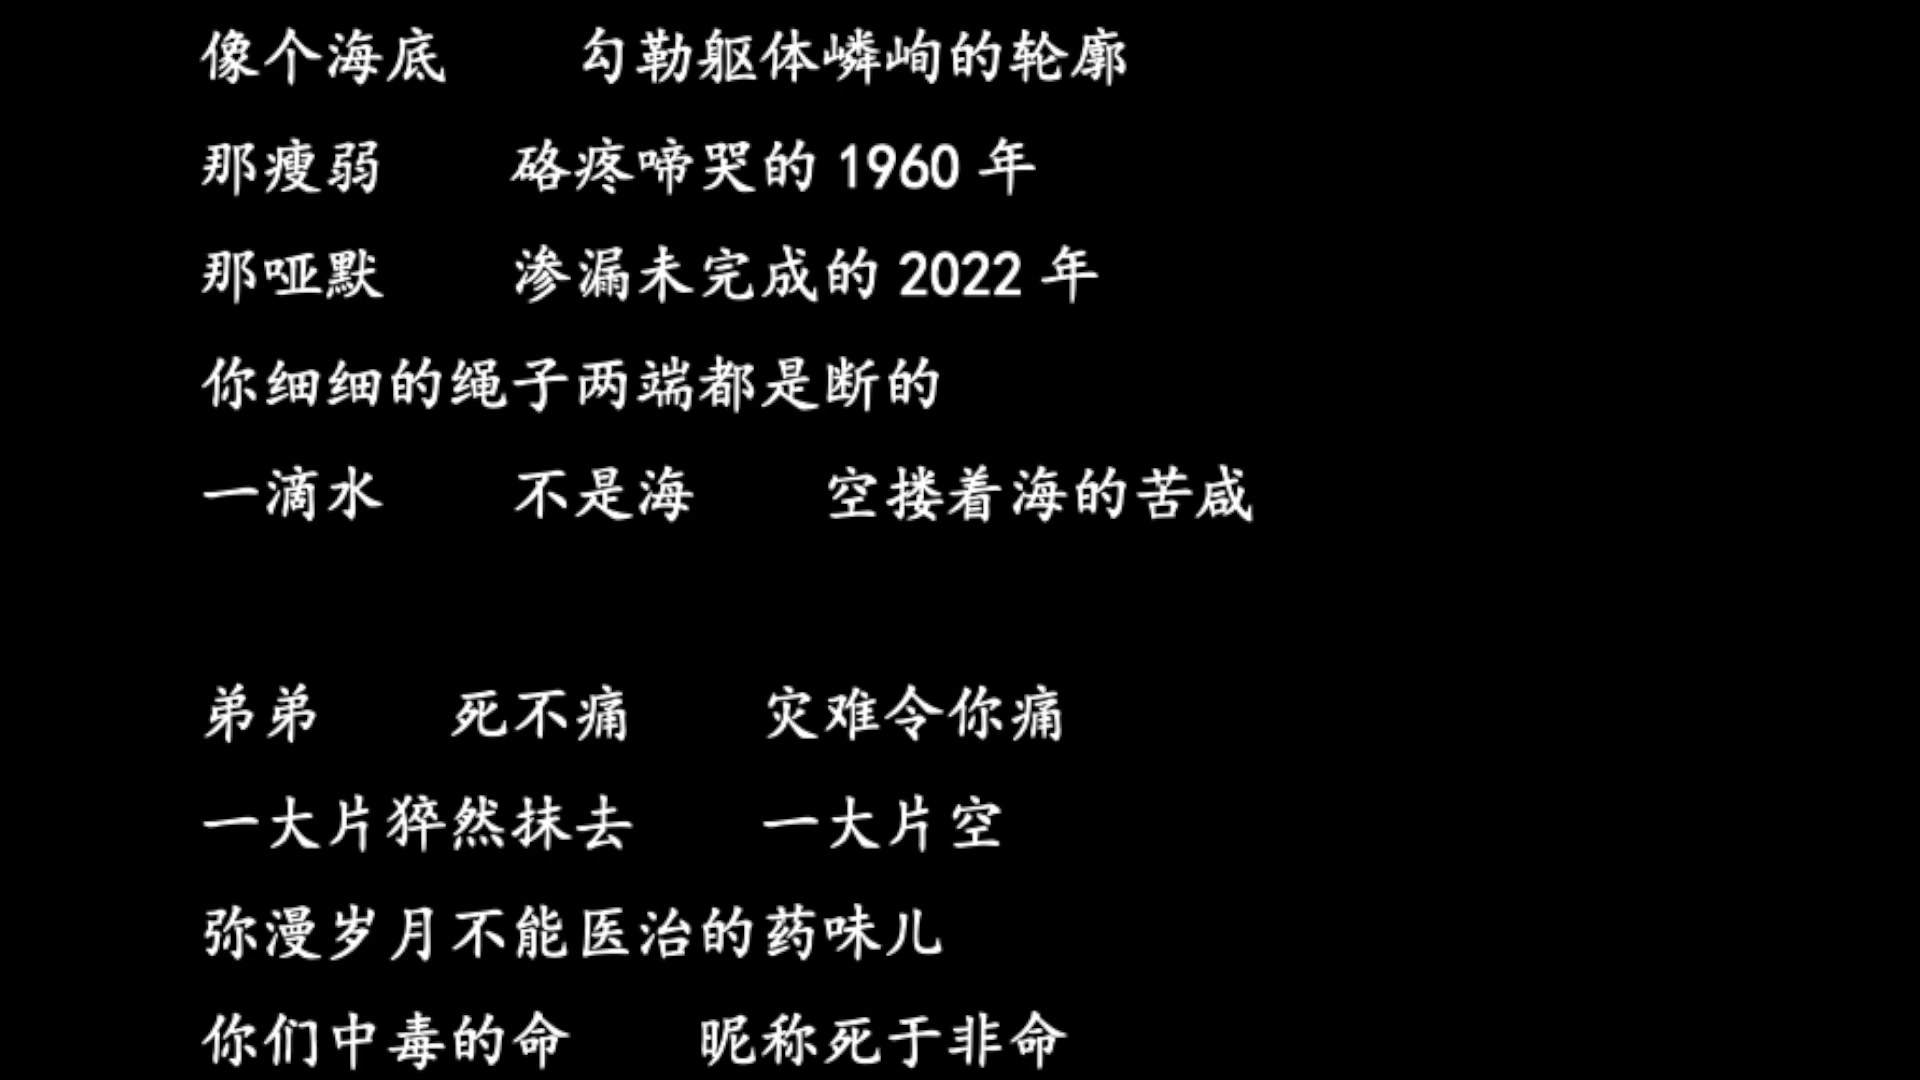 像个海底　　勾勒躯体嶙峋的轮廓
那瘦弱　　硌疼啼哭的 1960 年
那哑默　　渗漏未完成的 2022 年
你细细的绳子两端都是断的
一滴水　　不是海　　空搂着海的苦咸
弟弟　　死不痛　　灾难令你痛
一大片猝然抹去　　一大片空
弥漫岁月不能医治的药味儿
你们中毒的命　　昵称死于非命